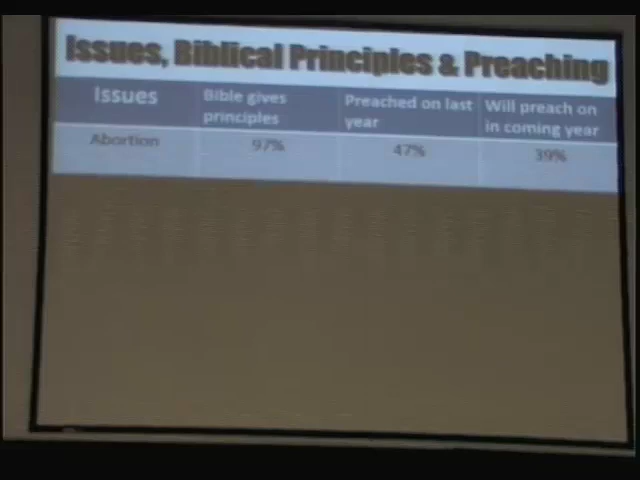 Issues, Biblical Principles & Preaching
Issues
Bible gives
principles
Preached on last
year
Will preach on
in coming year
Abortion
97%
47%
39%